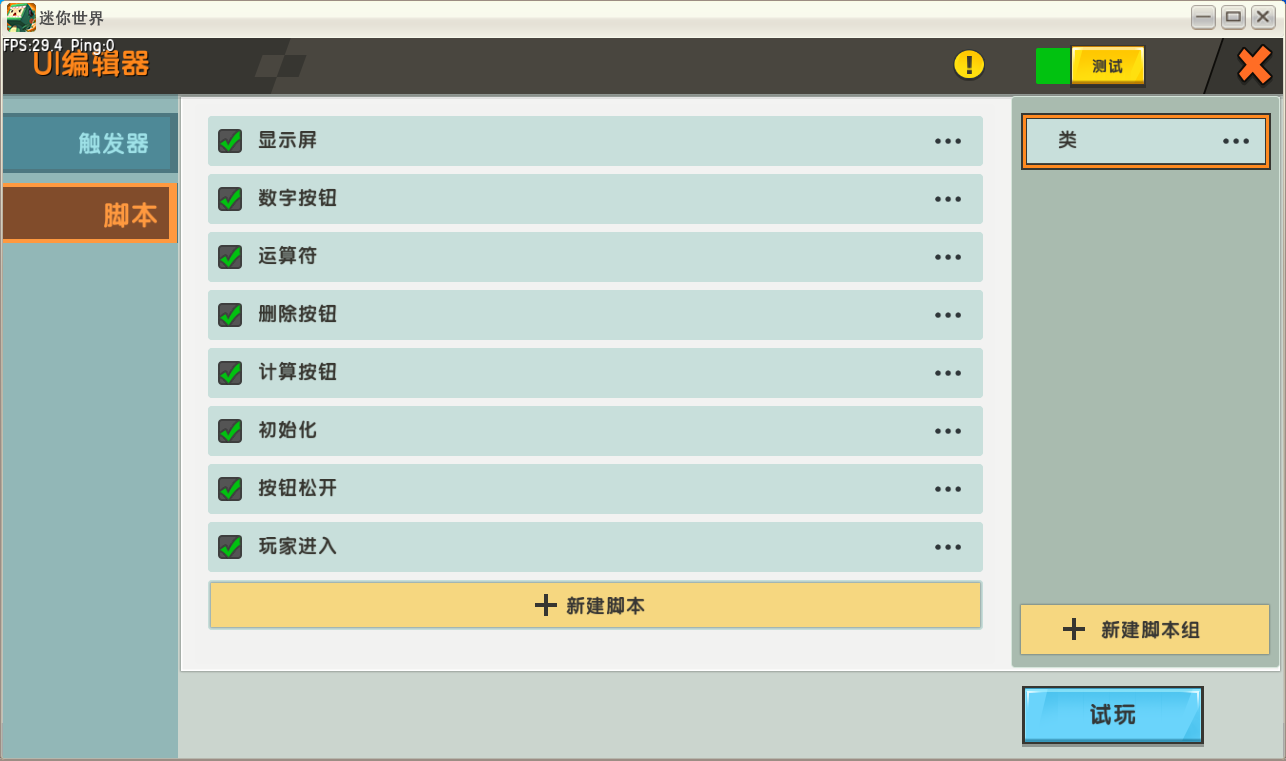 迷你世界
FPS:29.4 Ping:0
UI编辑器
测试
触发器
脚本
显示屏
数字按钮
运算符
删除按钮
计算按钮
初始化
按钮松开
玩家进入
新建脚本
类
新建脚本组
试玩